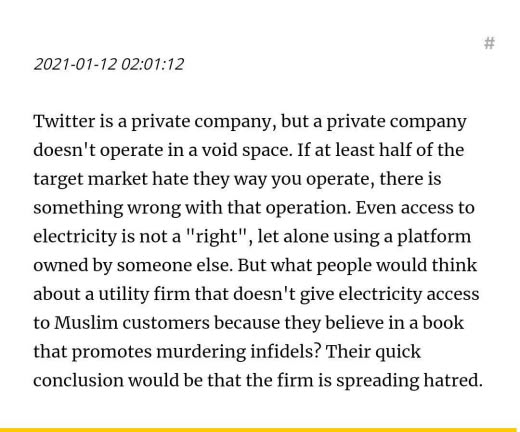 #
2021-01-12 02:01:12
Twitter is a private company, but a private company
doesn't operate in a void space. If at least half of the
target market hate they way you operate, there is
something wrong with that operation. Even access to
electricity is not a "right", let alone using a platform
owned by someone else. But what people would think
about a utility firm that doesn't give electricity access
to Muslim customers because they believe in a book
that promotes murdering infidels? Their quick
conclusion would be that the firm is spreading hatred.